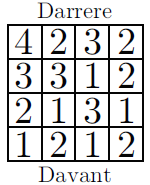 Darrere
4 2 3 2
3 3 1 2
2 1 3 1
1 2 1 2
Davant